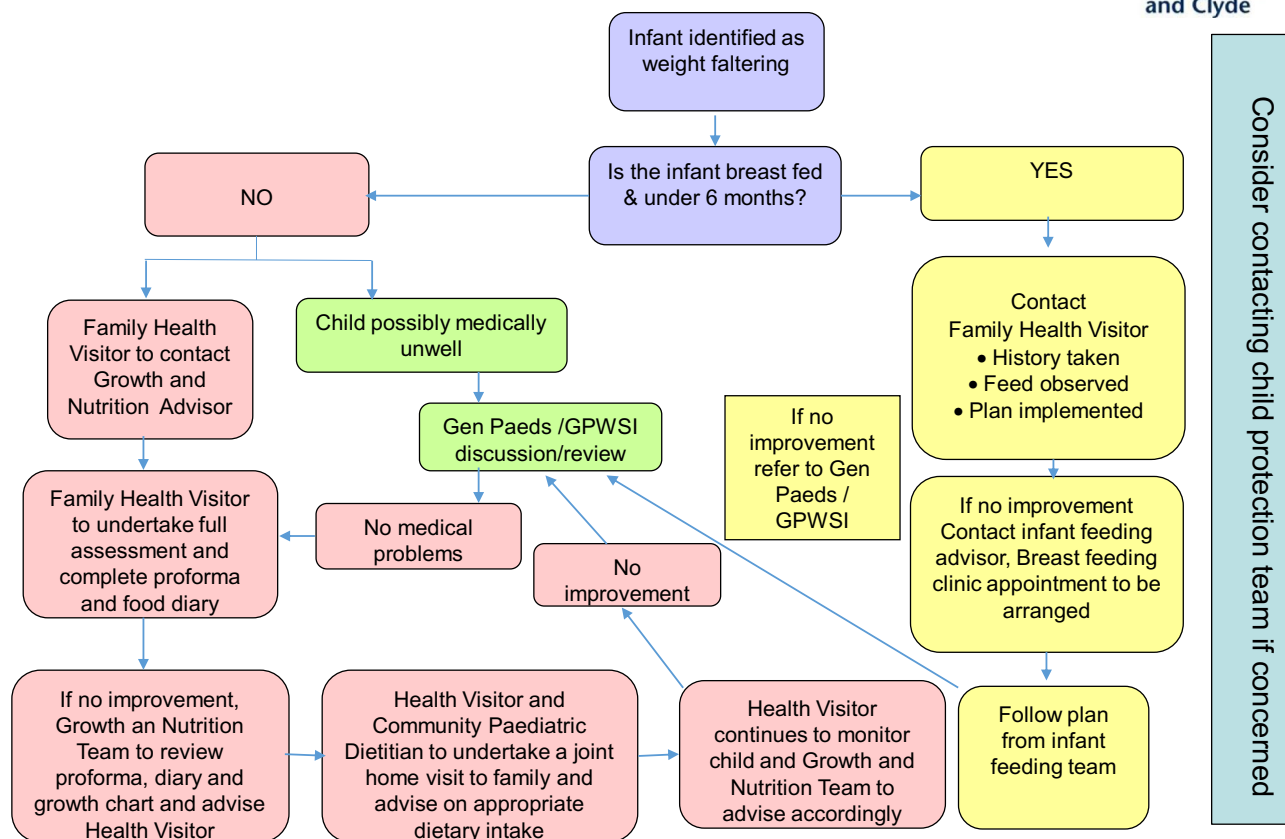 and Clyde
Infant identified as
weight faltering
Is the infant breast fed
& under 6 months?
NO
YES
Family Health
Visitor to contact
Growth and
Nutrition Advisor
Child possibly medically
unwell
Contact
Family Health Visitor
• History taken
• Feed observed
• Plan implemented
Gen Paeds /GPWSI
discussion/review
If no
improvement
refer to Gen
Paeds /
GPWSI
Family Health Visitor
to undertake full
assessment and
complete proforma
and food diary
No medical
problems
No
improvement
If no improvement
Contact infant feeding
advisor, Breast feeding
clinic appointment to be
arranged
If no improvement,
Growth an Nutrition
Team to review
proforma, diary and
growth chart and advise
Health Visitor
Health Visitor and
Community Paediatric
Dietitian to undertake a joint
home visit to family and
advise on appropriate
dietary intake
Health Visitor
continues to monitor
child and Growth and
Nutrition Team to
advise accordingly
Follow plan
from infant
feeding team
Consider contacting child protection team if concerned